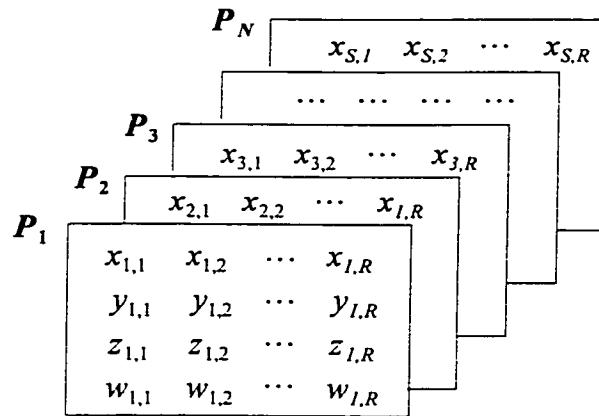 P_N
x_{S,1} x_{S,2} ... x_{S,R}
... ... ... ...
P_3
x_{3,1} x_{3,2} ... x_{3,R}
P_2
x_{2,1} x_{2,2} ... x_{I,R}
P_1
x_{1,1} x_{1,2} ... x_{I,R}
y_{1,1} y_{1,2} ... y_{I,R}
z_{1,1} z_{1,2} ... z_{I,R}
w_{1,1} w_{1,2} ... w_{I,R}